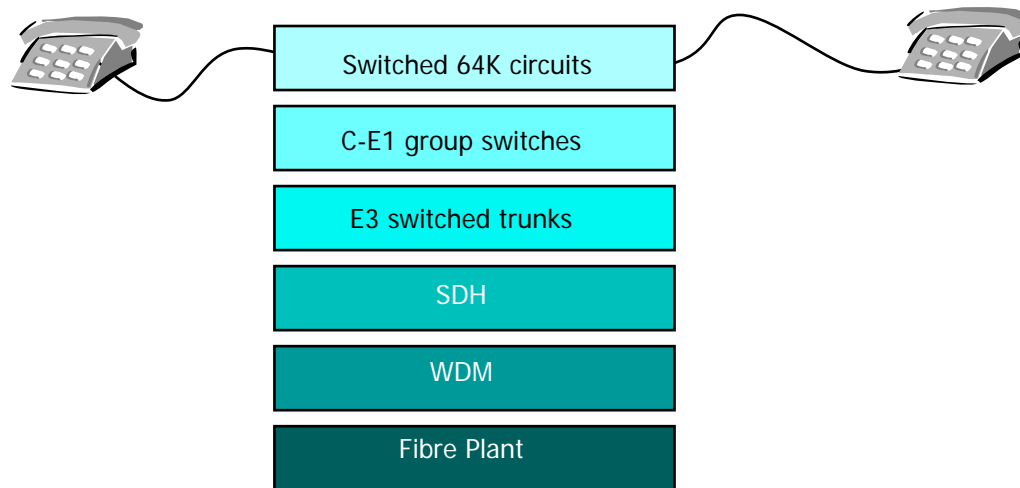 Switched 64K circuits
C-E1 group switches
E3 switched trunks
SDH
WDM
Fibre Plant